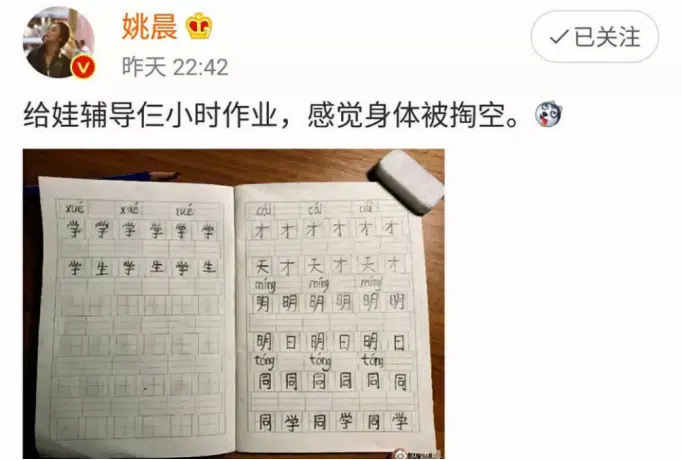 姚晨
已关注
昨天 22:42
给娃辅导仨小时作业，感觉身体被掏空。
xué xué xué
学 学 学 学 学 学
学 生 学 生 学 生
cái cái cái
才 才 才 才 才 才
天 才 天 才 天 才
míng míng míng
明 明 明 明 明 明
明 日 明 日 明 日
tóng tóng tóng
同 同 同 同 同 同
同 学 同 学 同 学